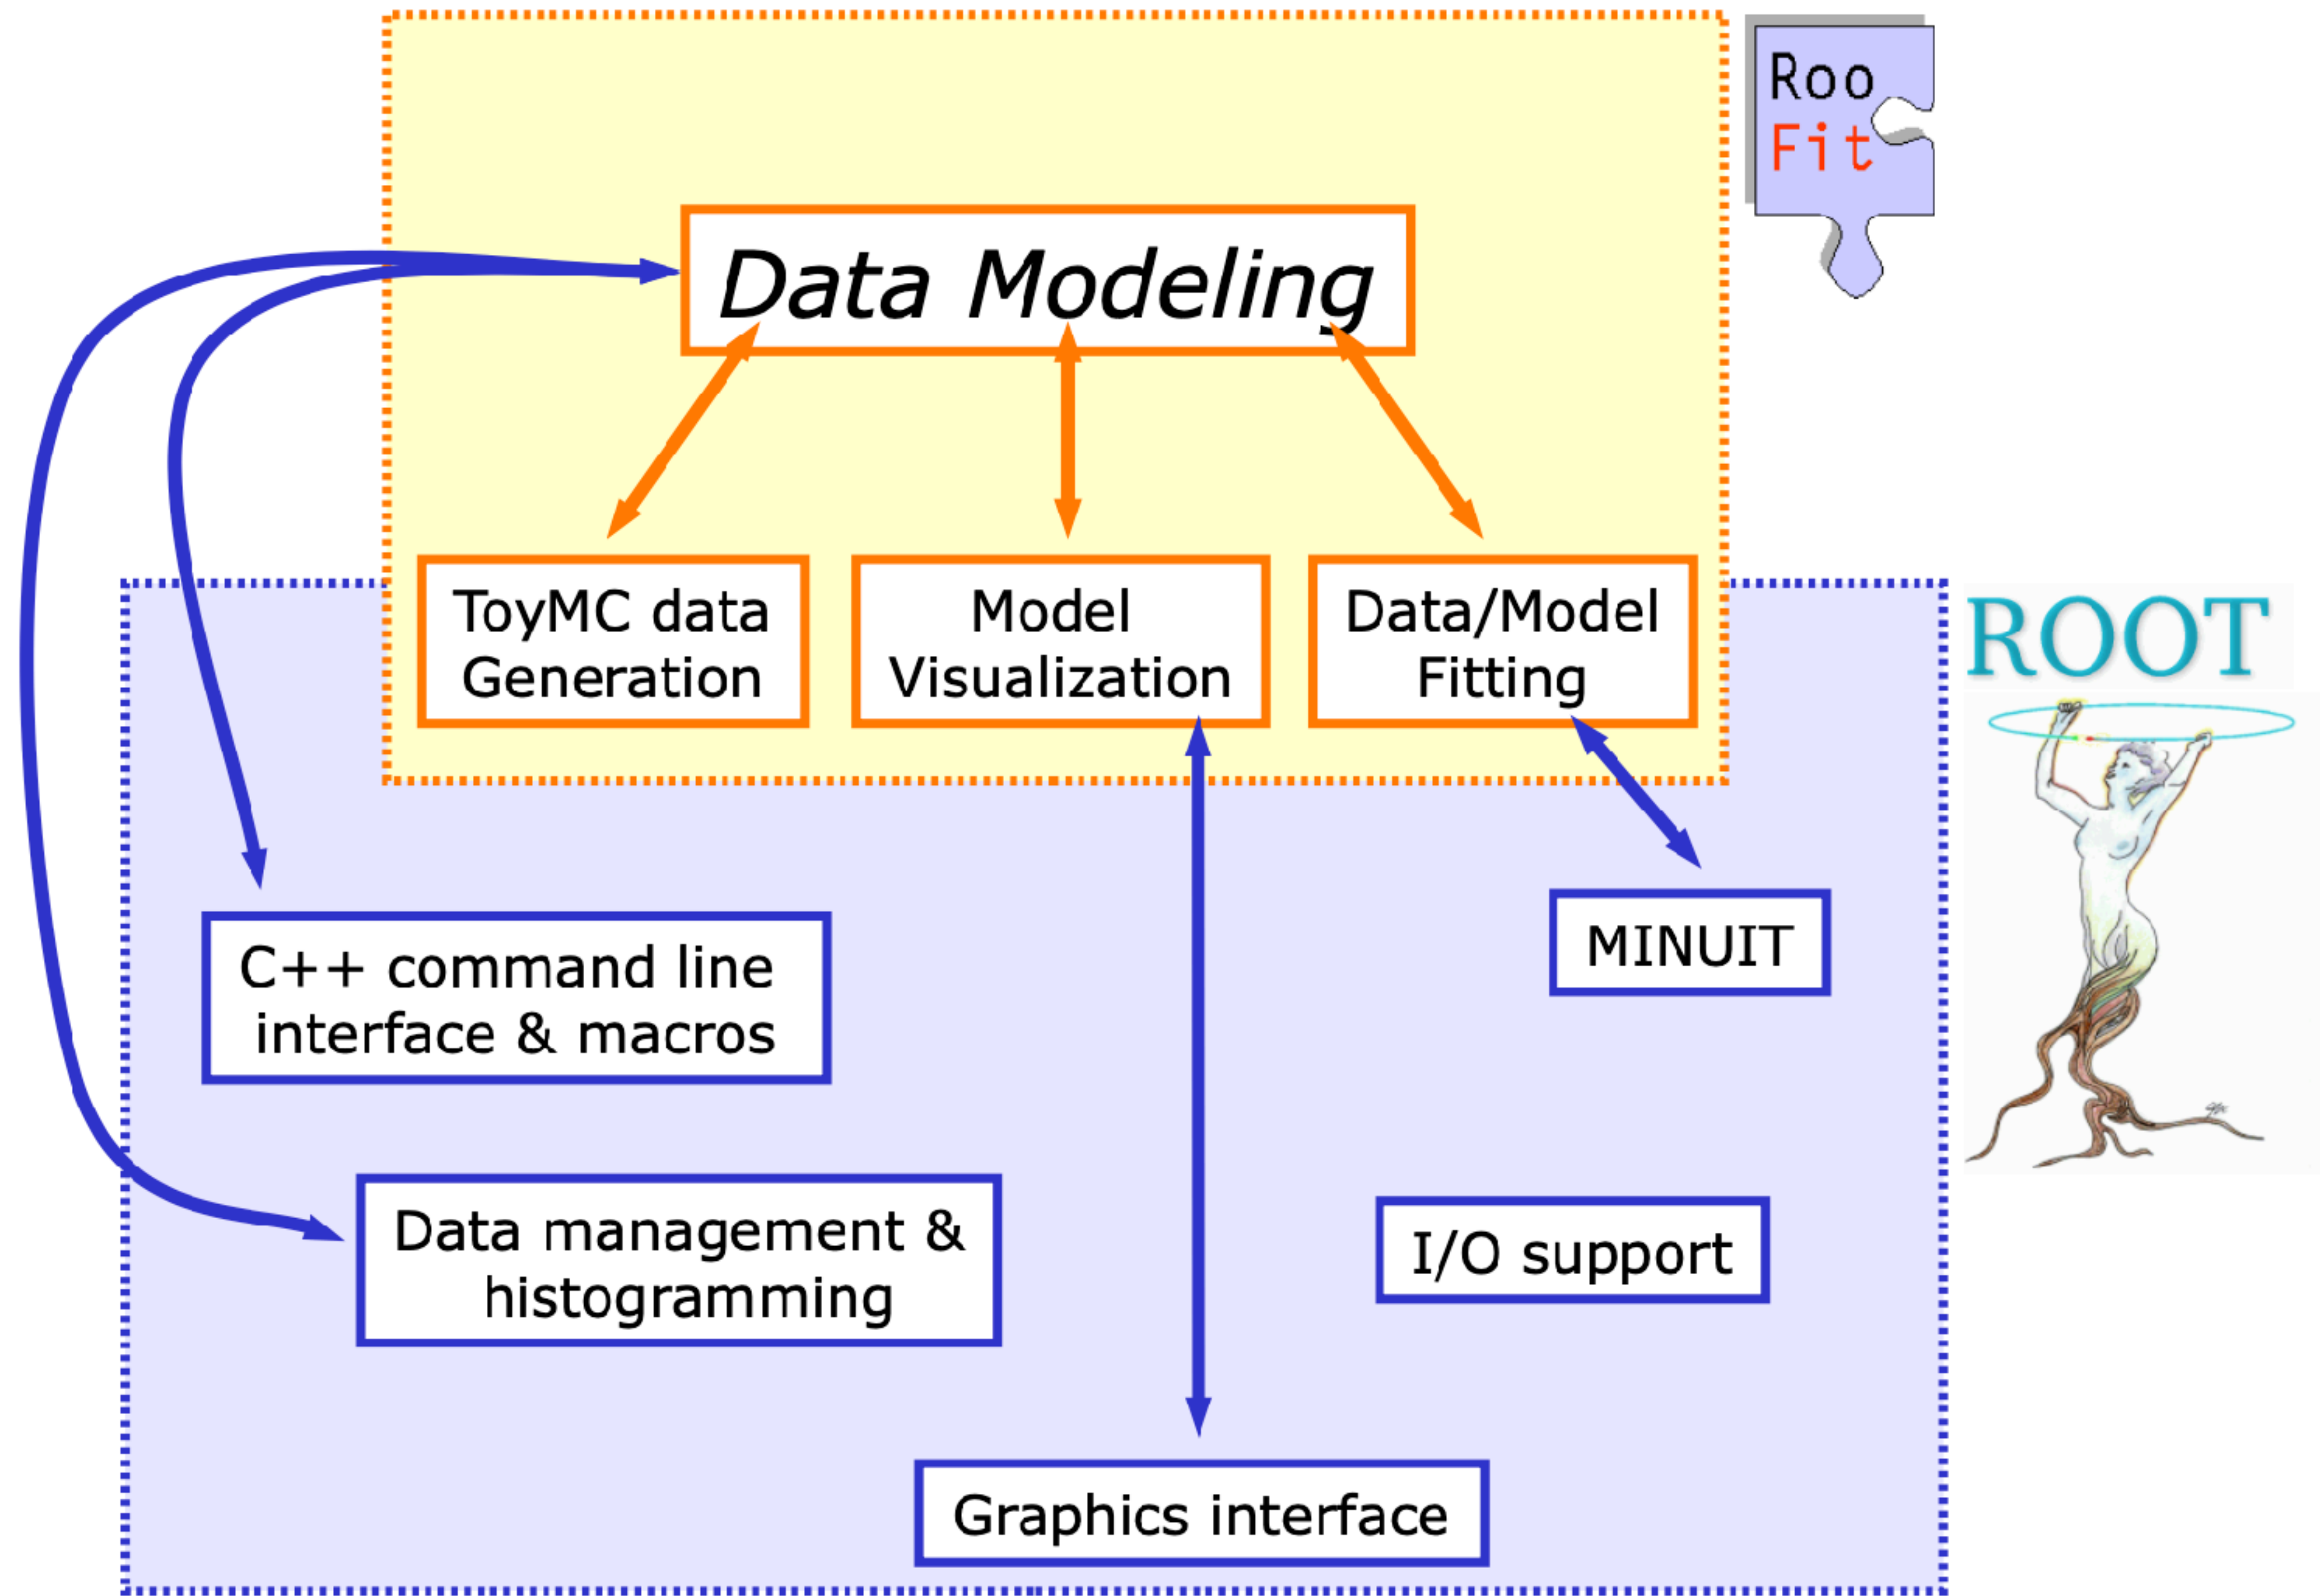 Roo
Fit
Data Modeling
ToyMC data
Generation
Model
Visualization
Data/Model
Fitting
ROOT
C++ command line
interface & macros
MINUIT
Data management &
histogramming
I/O support
Graphics interface